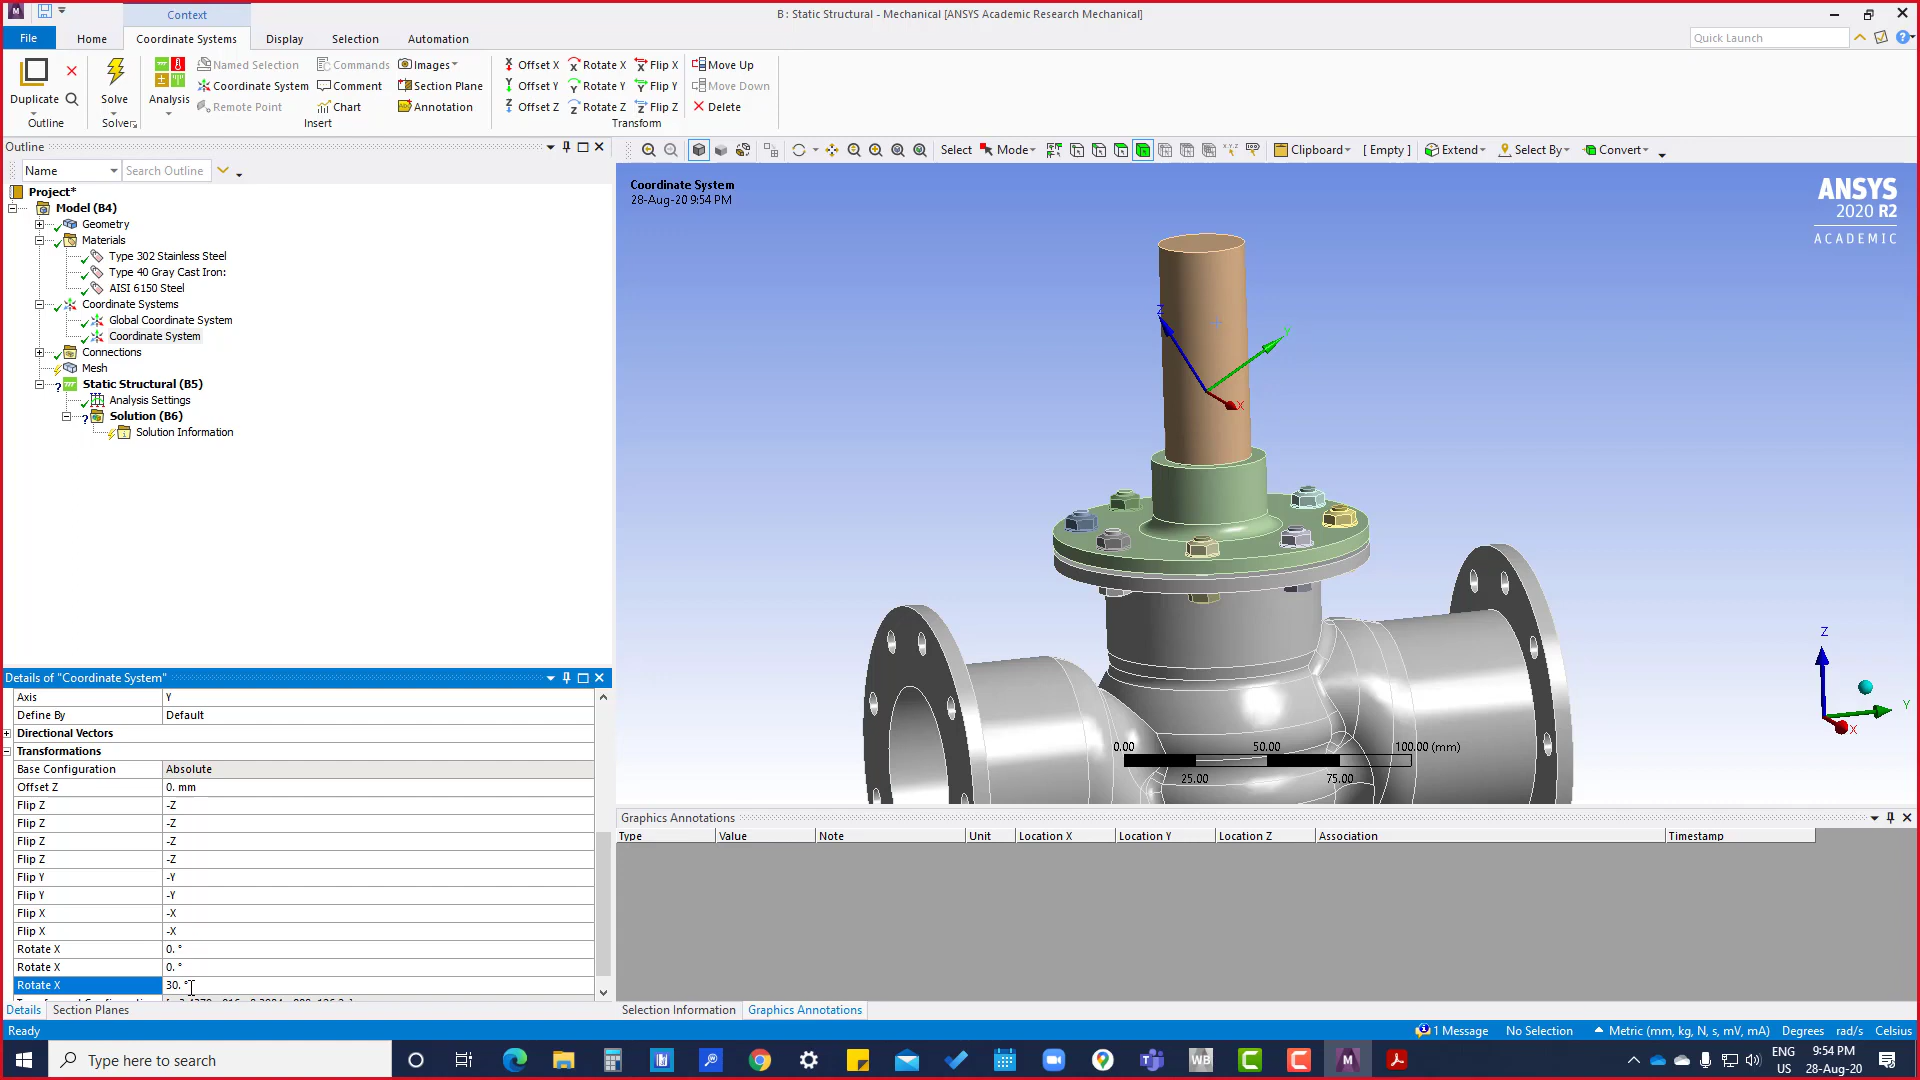 Context
B : Static Structural - Mechanical [ANSYS Academic Research Mechanical]
File
Home
Coordinate Systems
Display
Selection
Automation
Quick Launch
Duplicate
Outline
Solve
Solver
Analysis
Named Selection
Commands
Images
Coordinate System
Comment
Section Plane
Remote Point
Chart
Annotation
Insert
Offset X
Rotate X
Flip X
Move Up
Offset Y
Rotate Y
Flip Y
Move Down
Offset Z
Rotate Z
Flip Z
Delete
Transform
Outline
Select
Mode
Clipboard
[ Empty ]
Extend
Select By
Convert
Name
Search Outline
Project*
Model (B4)
Geometry
Materials
Type 302 Stainless Steel
Type 40 Gray Cast Iron:
AISI 6150 Steel
Coordinate Systems
Global Coordinate System
Coordinate System
Connections
Mesh
Static Structural (B5)
Analysis Settings
Solution (B6)
Solution Information
Coordinate System
28-Aug-20 9:54 PM
ANSYS
2020 R2
ACADEMIC
Z
Y
X
Z
Y
X
0.00
50.00
100.00 (mm)
25.00
75.00
Details of "Coordinate System"
Axis Y
Define By Default
Directional Vectors
Transformations
Base Configuration Absolute
Offset Z 0. mm
Flip Z -Z
Flip Z -Z
Flip Z -Z
Flip Z -Z
Flip Y -Y
Flip Y -Y
Flip X -X
Flip X -X
Rotate X 0. °
Rotate X 0. °
Rotate X 30. °
Details
Section Planes
Graphics Annotations
Type
Value
Note
Unit
Location X
Location Y
Location Z
Association
Timestamp
Selection Information
Graphics Annotations
Ready
1 Message
No Selection
Metric (mm, kg, N, s, mV, mA)
Degrees
rad/s
Celsius
Type here to search
ENG
US
9:54 PM
28-Aug-20